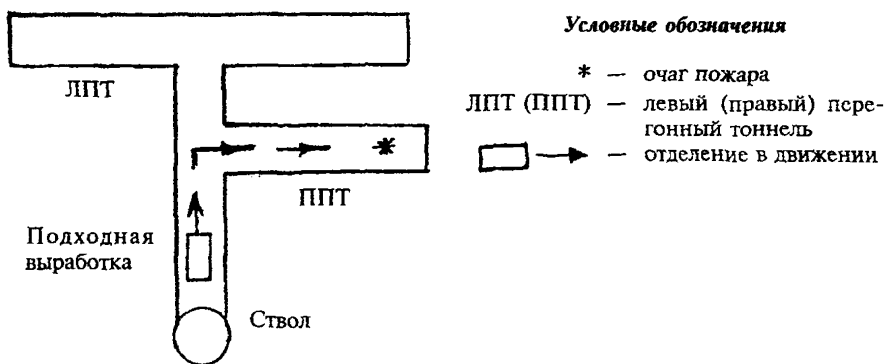 Условные обозначения
* — очаг пожара
ЛПТ (ППТ) — левый (правый) пере-
гонный тоннель
— отделение в движении
ЛПТ
ППТ
Подходная
выработка
Ствол